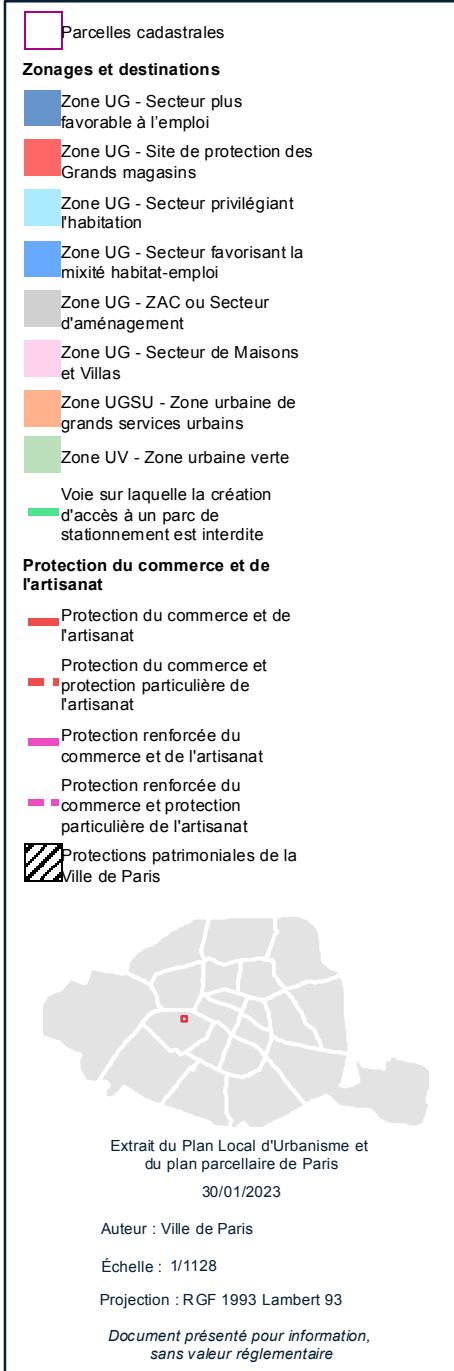 Parcelles cadastrales
Zonages et destinations
Zone UG - Secteur plus
favorable à l'emploi
Zone UG - Site de protection des
Grands magasins
Zone UG - Secteur privilégiant
l'habitation
Zone UG - Secteur favorisant la
mixité habitat-emploi
Zone UG - ZAC ou Secteur
d'aménagement
Zone UG - Secteur de Maisons
et Villas
Zone UGSU - Zone urbaine de
grands services urbains
Zone UV - Zone urbaine verte
Voie sur laquelle la création
d'accès à un parc de
stationnement est interdite
Protection du commerce et de
l'artisanat
Protection du commerce et de
l'artisanat
Protection du commerce et
protection particulière de
l'artisanat
Protection renforcée du
commerce et de l'artisanat
Protection renforcée du
commerce et protection
particulière de l'artisanat
Protections patrimoniales de la
Ville de Paris
Extrait du Plan Local d'Urbanisme et
du plan parcellaire de Paris
30/01/2023
Auteur : Ville de Paris
Échelle : 1/1128
Projection : RGF 1993 Lambert 93
Document présenté pour information,
sans valeur réglementaire